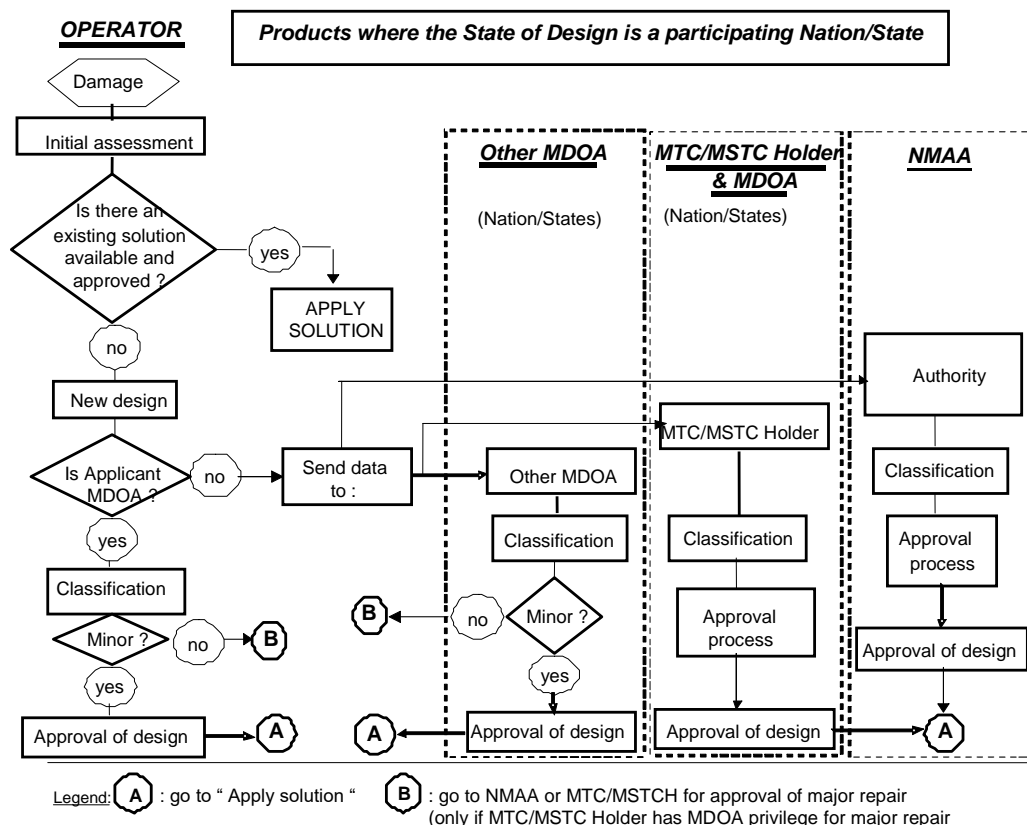 OPERATOR
Products where the State of Design is a participating Nation/State
Damage
Initial assessment
Is there an
existing solution
available and
approved ?
yes
APPLY
SOLUTION
no
New design
Is Applicant
MDOA ?
no
Send data
to :
yes
Classification
Minor ?
no
B
yes
Approval of design
A
Other MDOA
(Nation/States)
Other MDOA
Classification
Minor ?
no
B
yes
Approval of design
A
MTC/MSTC Holder
& MDOA
(Nation/States)
MTC/MSTC Holder
Classification
Approval
process
Approval of design
NMAA
Authority
Classification
Approval
process
Approval of design
A
Legend: A : go to “ Apply solution “
B : go to NMAA or MTC/MSTCH for approval of major repair
(only if MTC/MSTC Holder has MDOA privilege for major repair